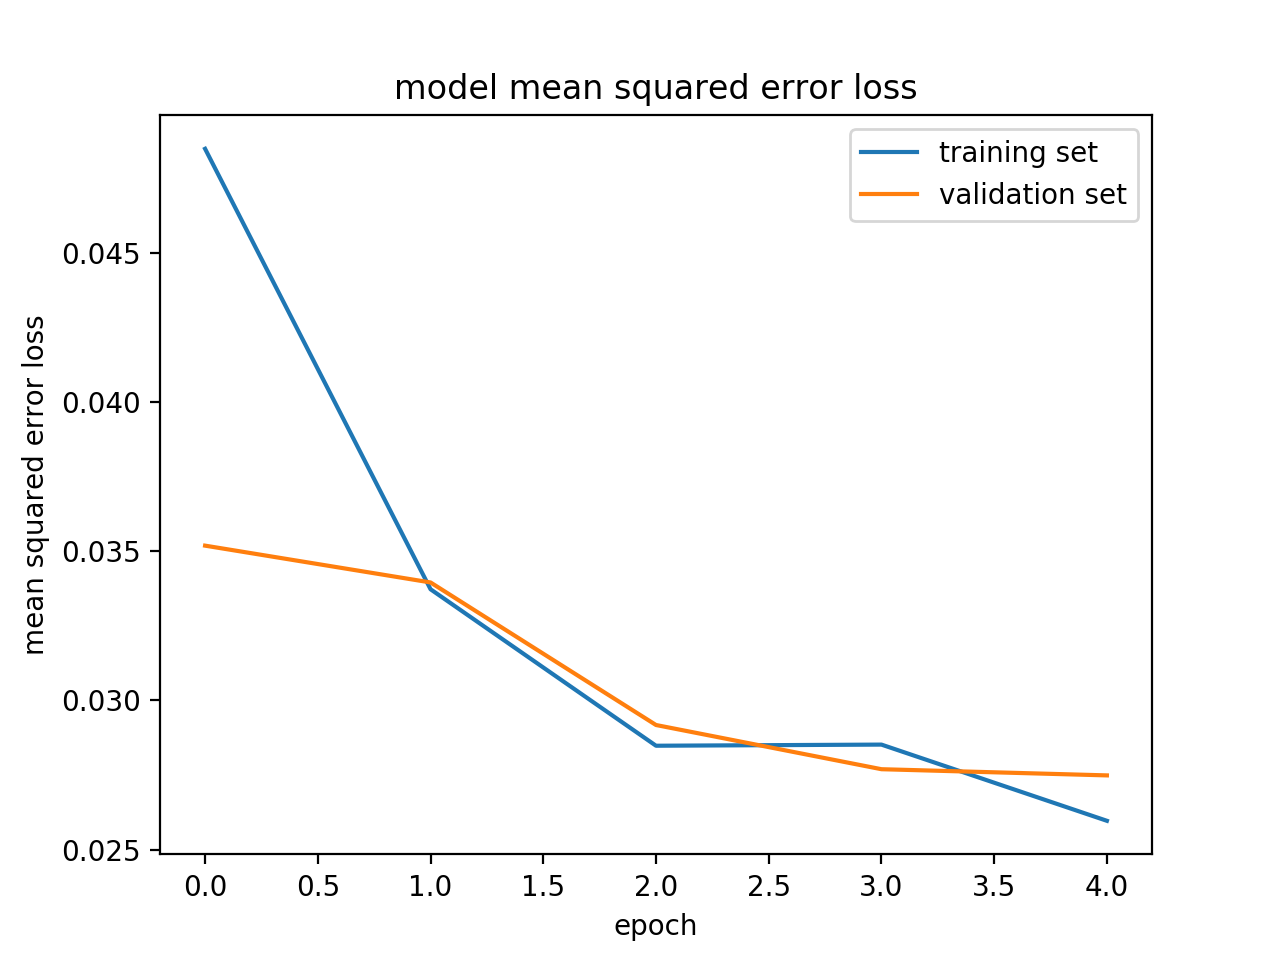 model mean squared error loss
training set
validation set
mean squared error loss
0.045
0.040
0.035
0.030
0.025
0.0 0.5 1.0 1.5 2.0 2.5 3.0 3.5 4.0
epoch